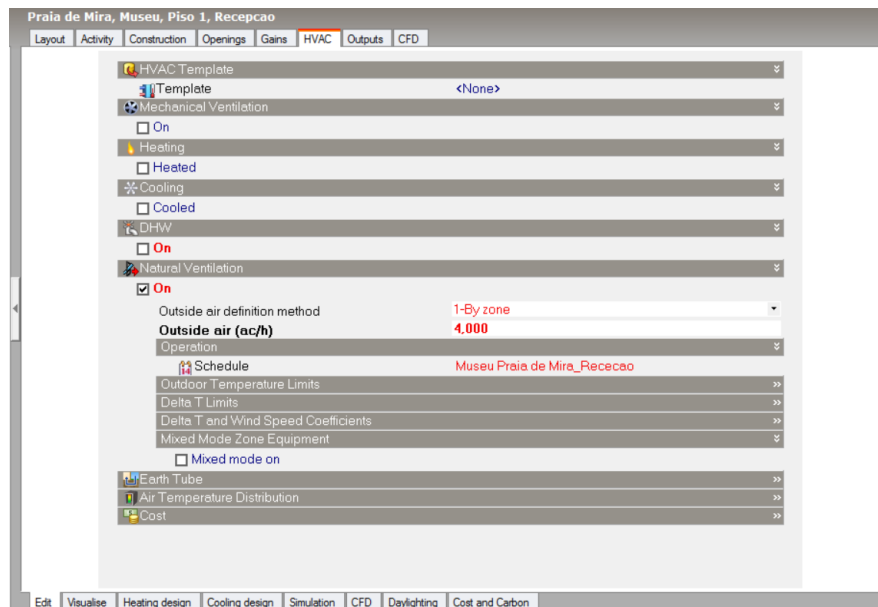 Praia de Mira, Museu, Piso 1, Recepcao
Layout Activity Construction Openings Gains HVAC Outputs CFD
HVAC Template
Template <None>
Mechanical Ventilation
On
Heating
Heated
Cooling
Cooled
DHW
On
Natural Ventilation
On
Outside air definition method 1-By zone
Outside air (ac/h) 4,000
Operation
14 Schedule Museu Praia de Mira_Rececao
Outdoor Temperature Limits
Delta T Limits
Delta T and Wind Speed Coefficients
Mixed Mode Zone Equipment
Mixed mode on
Earth Tube
Air Temperature Distribution
Cost
Edit Visualise Heating design Cooling design Simulation CFD Daylighting Cost and Carbon